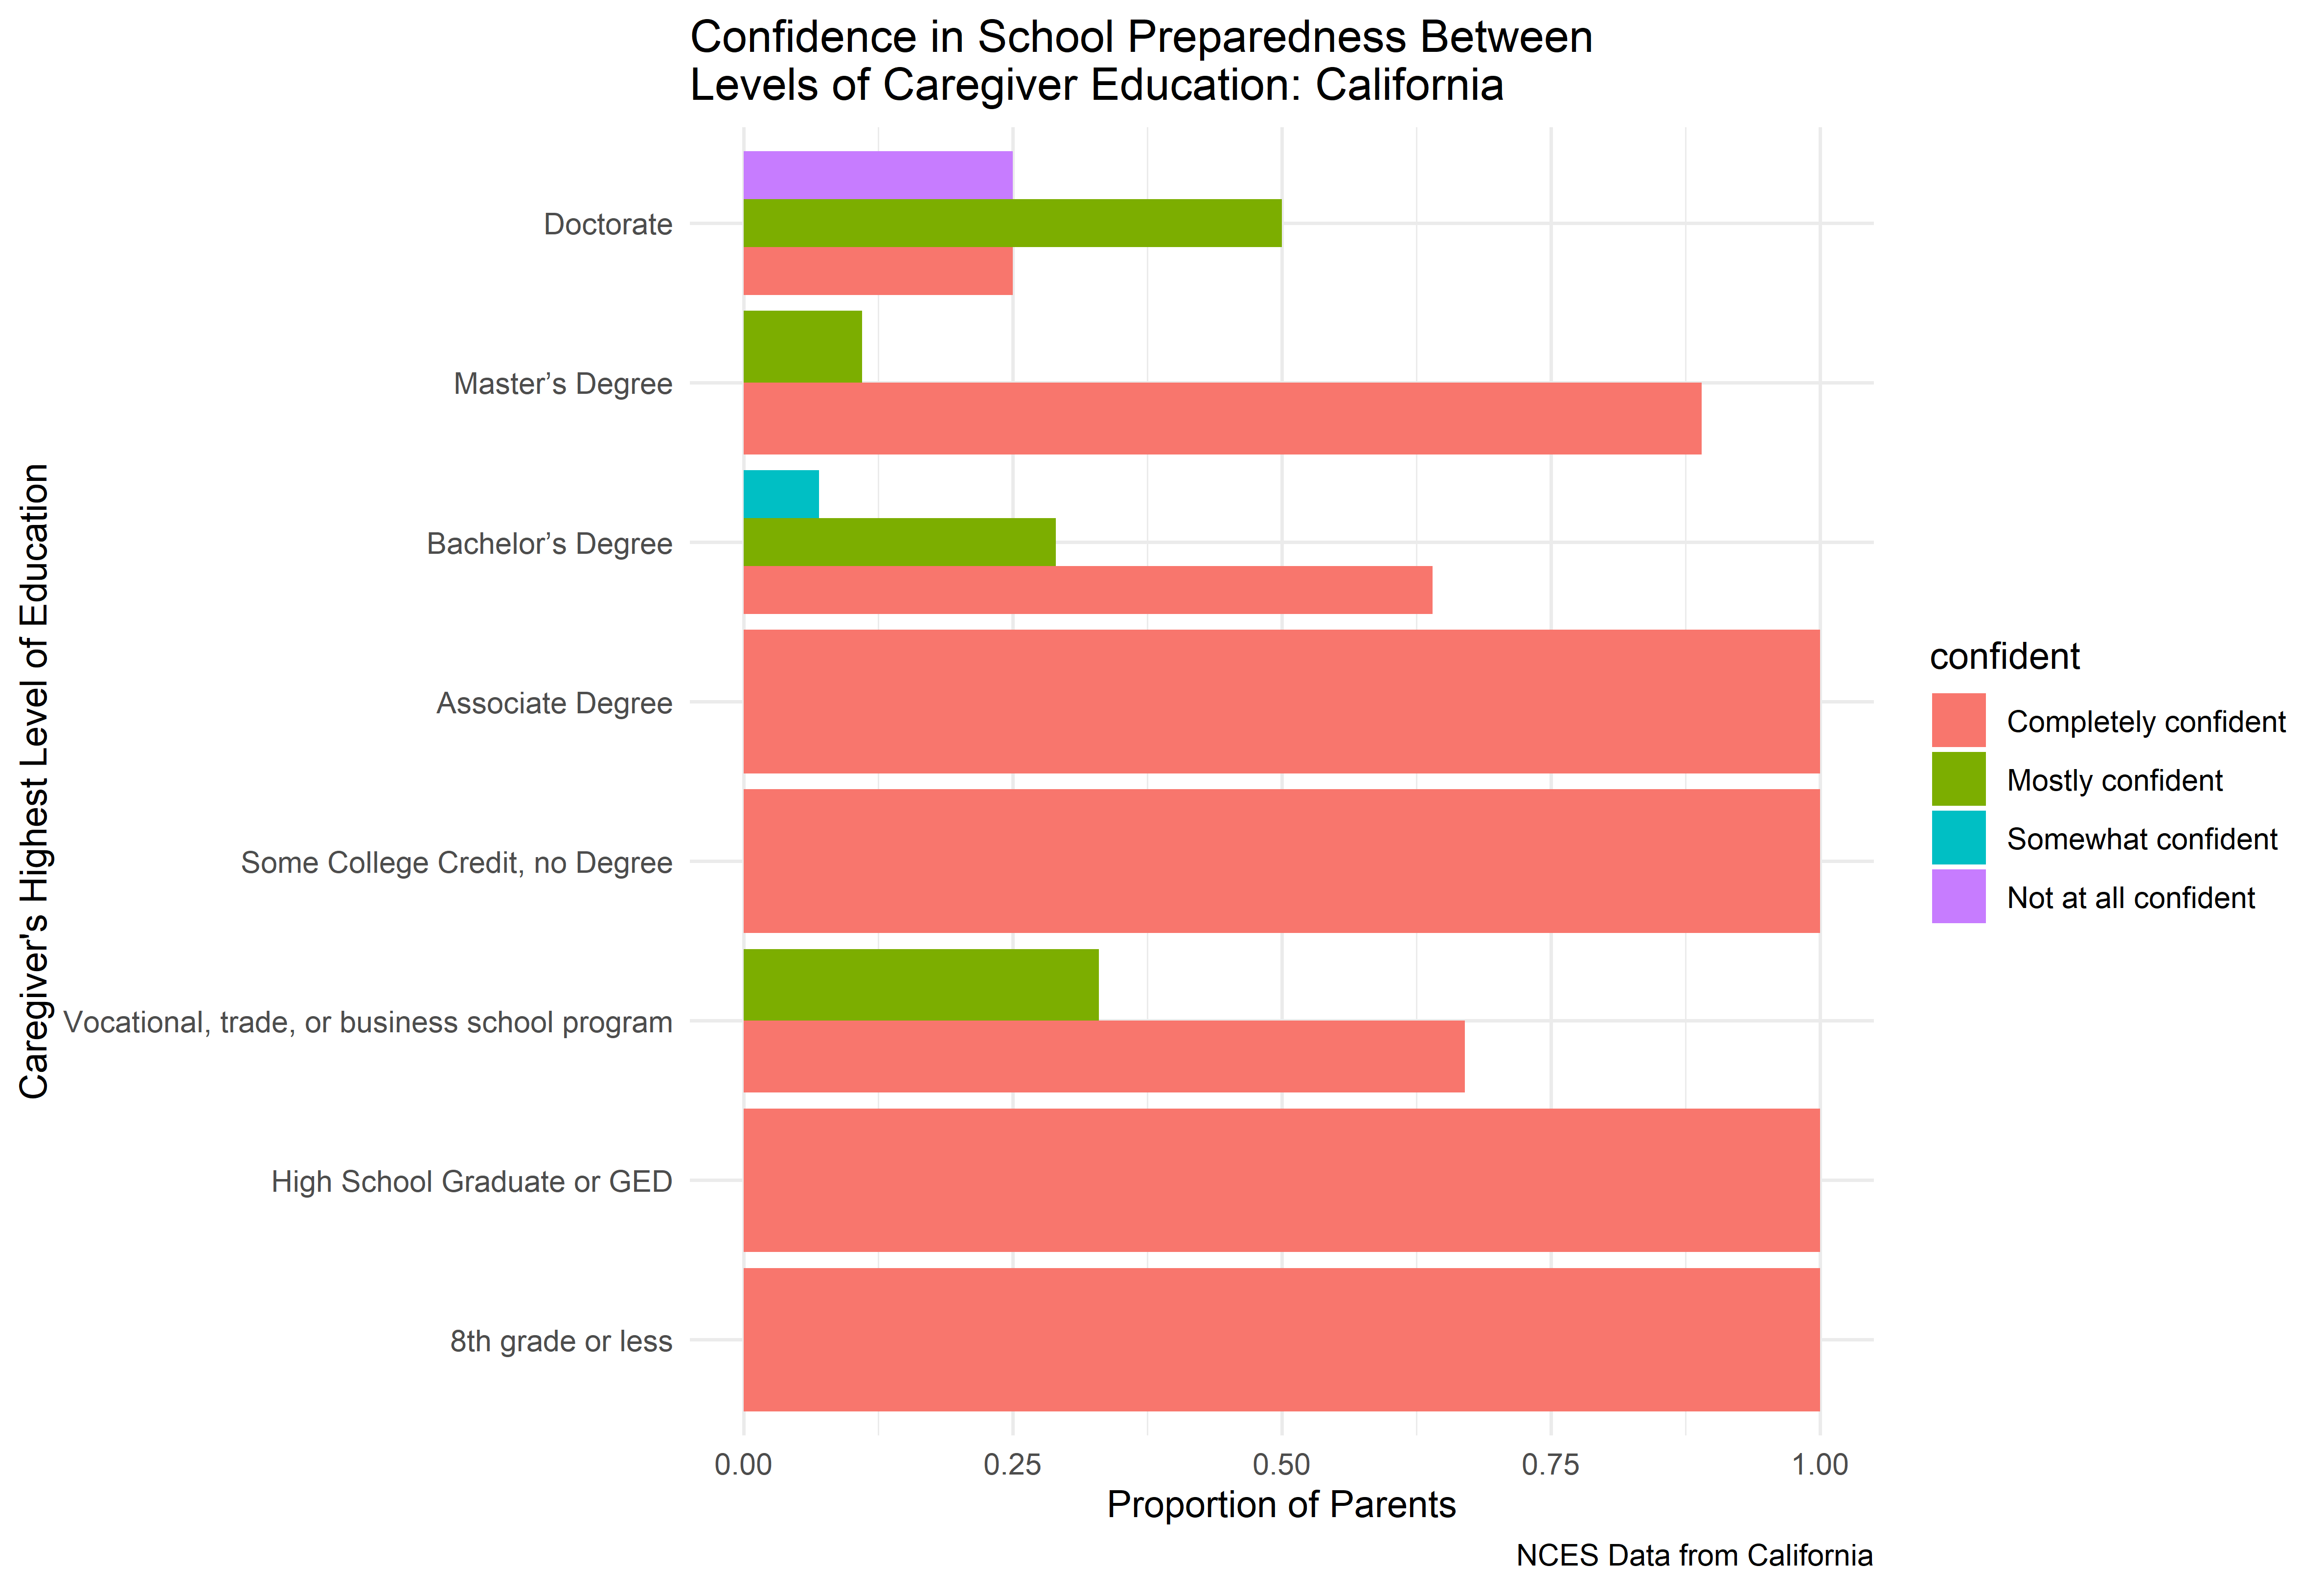 Confidence in School Preparedness Between
Levels of Caregiver Education: California
Caregiver's Highest Level of Education
Doctorate
Master’s Degree
Bachelor’s Degree
Associate Degree
Some College Credit, no Degree
Vocational, trade, or business school program
High School Graduate or GED
8th grade or less
0.00 0.25 0.50 0.75 1.00
Proportion of Parents
confident
Completely confident
Mostly confident
Somewhat confident
Not at all confident
NCES Data from California